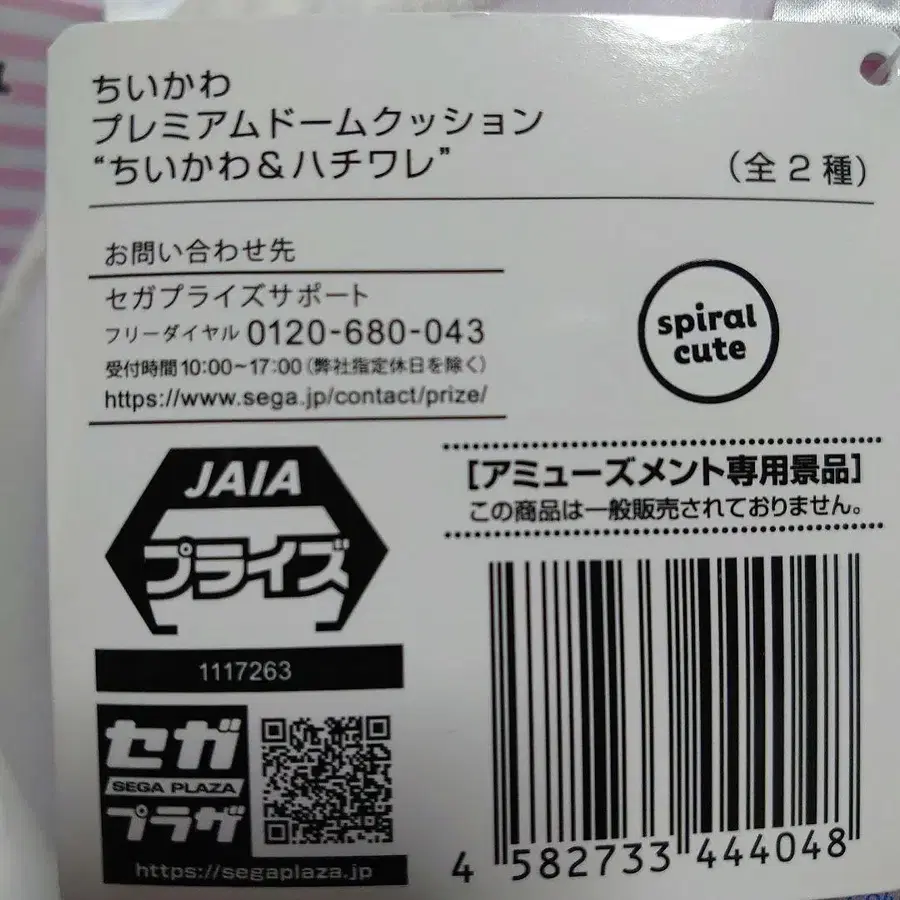 ちいかわ
プレミアムドームクッション
“ちいかわ＆ハチワレ”
（全2種）
お問い合わせ先
セガプライズサポート
フリーダイヤル 0120-680-043
受付時間10:00～17:00（弊社指定休日を除く）
https://www.sega.jp/contact/prize/
spiral
cute
JAIA
プライズ
[アミューズメント専用景品]
この商品は一般販売されておりません。
1117263
セガ
SEGA PLAZA
プラザ
https://segaplaza.jp
4 582733 444048